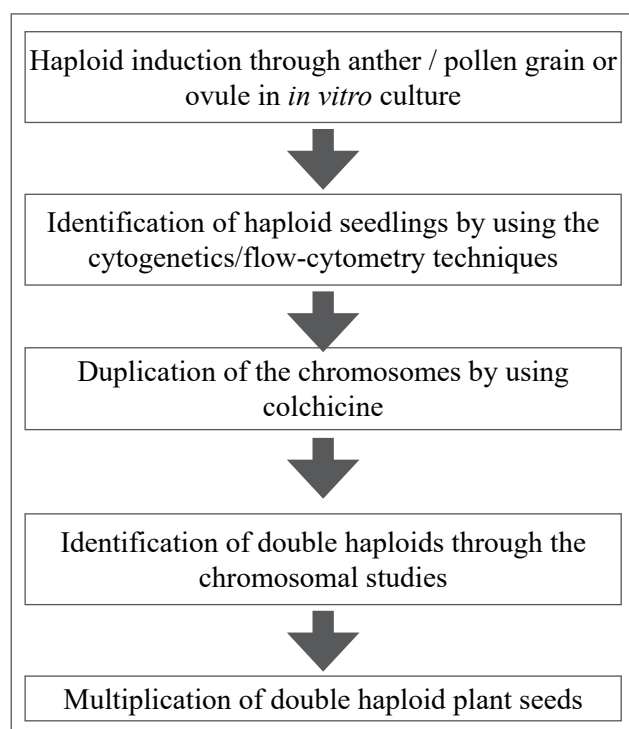 Haploid induction through anther / pollen grain or
ovule in in vitro culture
Identification of haploid seedlings by using the
cytogenetics/flow-cytometry techniques
Duplication of the chromosomes by using
colchicine
Identification of double haploids through the
chromosomal studies
Multiplication of double haploid plant seeds